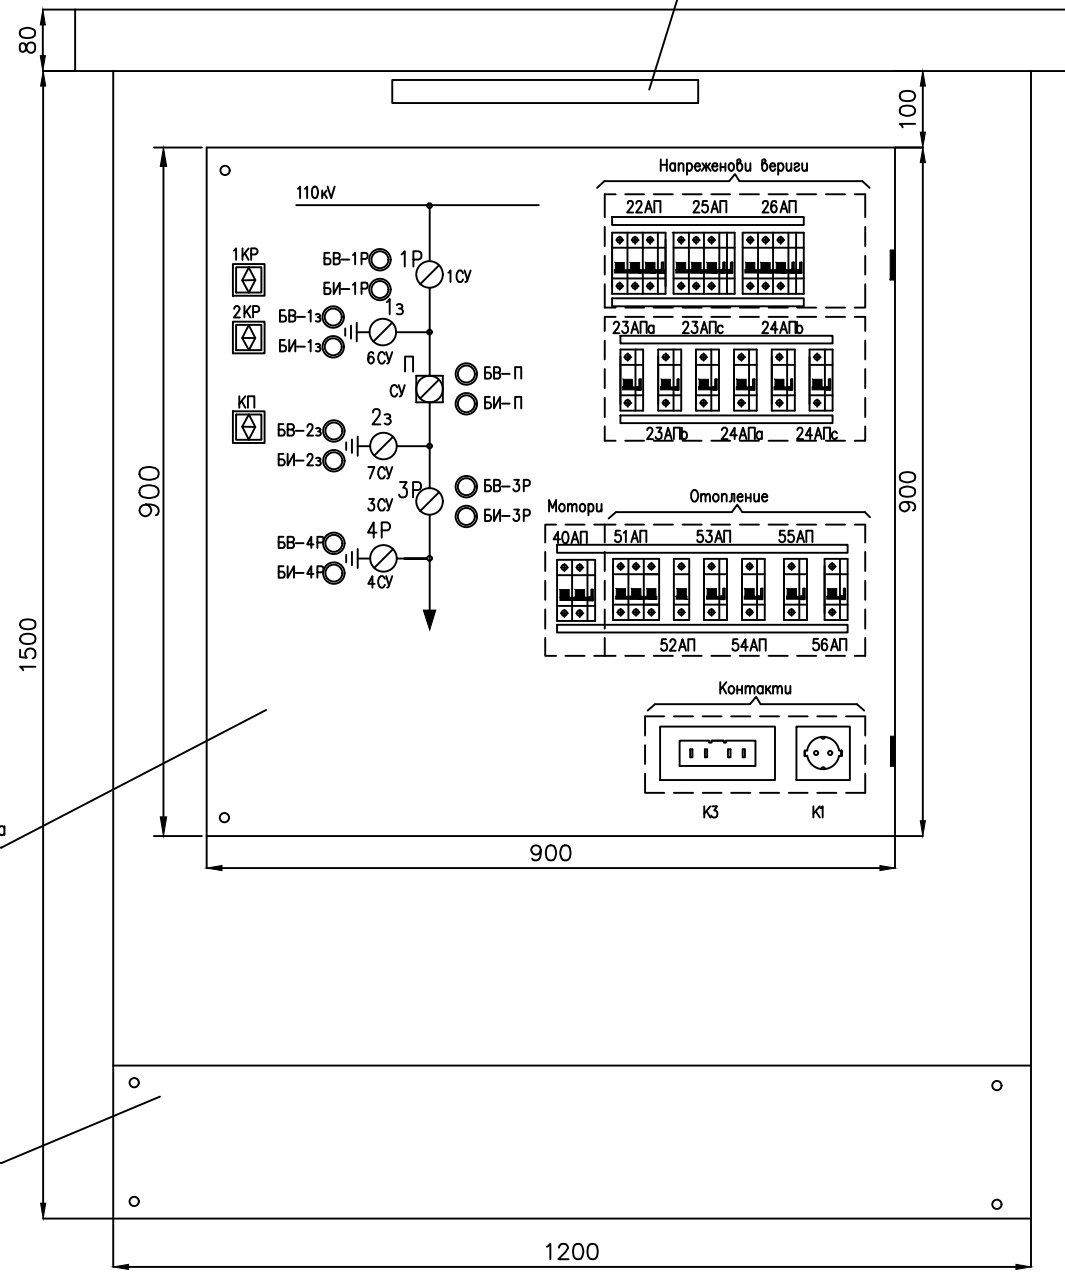 80
100
Напреженови вериги
110kV
22АП 25АП 26АП
1КР
БВ-1Р
1Р
1СУ
БИ-1Р
1з
2КР
БВ-1з
БИ-1з
6СУ
23АПа 23АПс 24АПb
П
СУ
БВ-П
БИ-П
КП
2з
БВ-2з
БИ-2з
7СУ
23АПb 24АПа 24АПс
900
900
3Р
3СУ
БВ-3Р
БИ-3Р
Мотори
Отопление
4Р
БВ-4Р
БИ-4Р
4СУ
40АП 51АП 53АП 55АП
1500
52АП 54АП 56АП
Контакти
К3 К1
а
900
1200